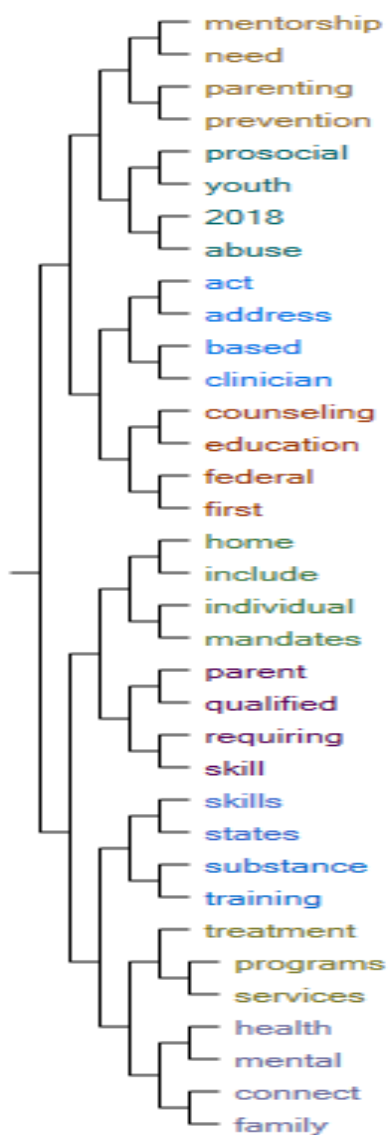 mentorship
need
parenting
prevention
prosocial
youth
2018
abuse
act
address
based
clinician
counseling
education
federal
first
home
include
individual
mandates
parent
qualified
requiring
skill
skills
states
substance
training
treatment
programs
services
health
mental
connect
family